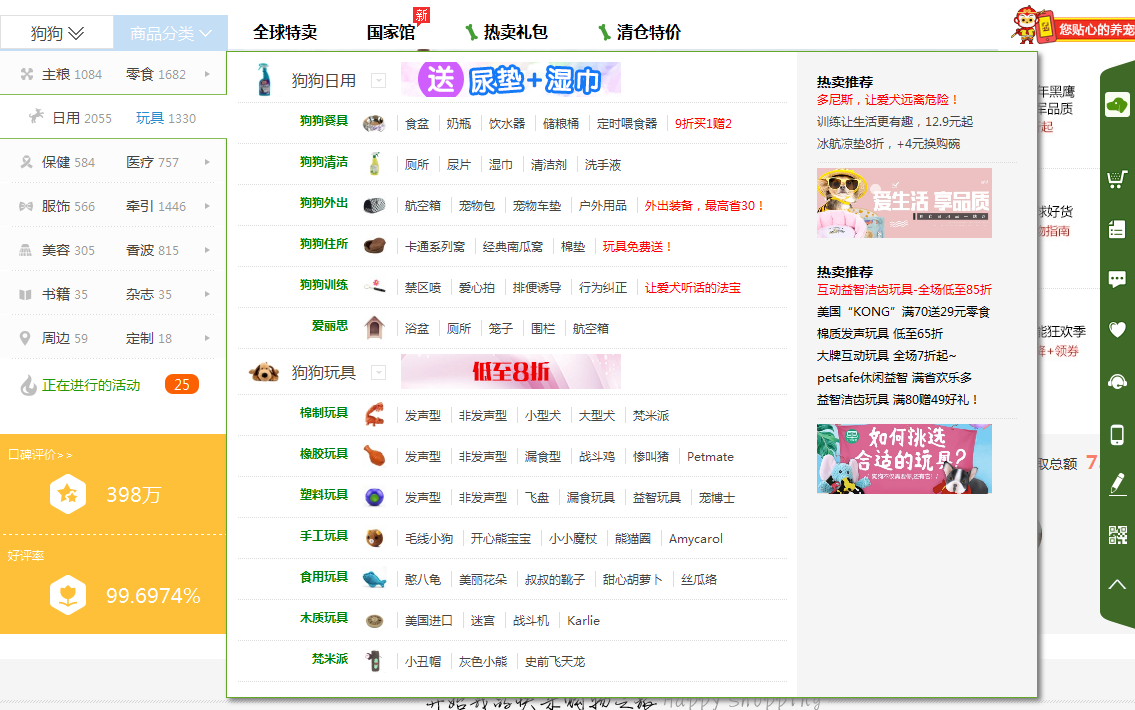 狗狗 商品分类 全球特卖 国家馆 新 热卖礼包 清仓特价 您贴心的养宠
主粮 1084 零食 1682
日用 2055 玩具 1330
保健 584 医疗 757
服饰 566 牵引 1446
美容 305 香波 815
书籍 35 杂志 35
周边 59 定制 18
正在进行的活动 25
口碑评价>>
398万
好评率
99.6974%
狗狗日用 送 尿垫+湿巾
狗狗餐具 食盆 奶瓶 饮水器 储粮桶 定时喂食器 9折买1赠2
狗狗清洁 厕所 尿片 湿巾 清洁剂 洗手液
狗狗外出 航空箱 宠物包 宠物车垫 户外用品 外出装备，最高省30！
狗狗住所 卡通系列窝 经典南瓜窝 棉垫 玩具免费送！
狗狗训练 禁区喷 爱心拍 排便诱导 行为纠正 让爱犬听话的法宝
爱丽思 浴盆 厕所 笼子 围栏 航空箱
狗狗玩具 低至8折
棉制玩具 发声型 非发声型 小型犬 大型犬 梵米派
橡胶玩具 发声型 非发声型 漏食型 战斗鸡 惨叫猪 Petmate
塑料玩具 发声型 非发声型 飞盘 漏食玩具 益智玩具 宠博士
手工玩具 毛线小狗 开心熊宝宝 小小魔杖 熊猫圈 Amycarol
食用玩具 憨八龟 美丽花朵 叔叔的靴子 甜心胡萝卜 丝瓜络
木质玩具 美国进口 迷宫 战斗机 Karlie
梵米派 小丑帽 灰色小熊 史前飞天龙
热卖推荐
多尼斯，让爱犬远离危险！
训练让生活更有趣，12.9元起
冰航凉垫8折，+4元换购碗
爱生活 享品质
热卖推荐
互动益智洁齿玩具-全场低至85折
美国“KONG”满70送29元零食
棉质发声玩具 低至65折
大牌互动玩具 全场7折起~
petsafe休闲益智 满省欢乐多
益智洁齿玩具 满80赠49好礼！
如何挑选
合适的玩具?
年黑鹰
军品质
起
球好货
物指南
能狂欢季
降+领券
取总额 7
Happy Shopping